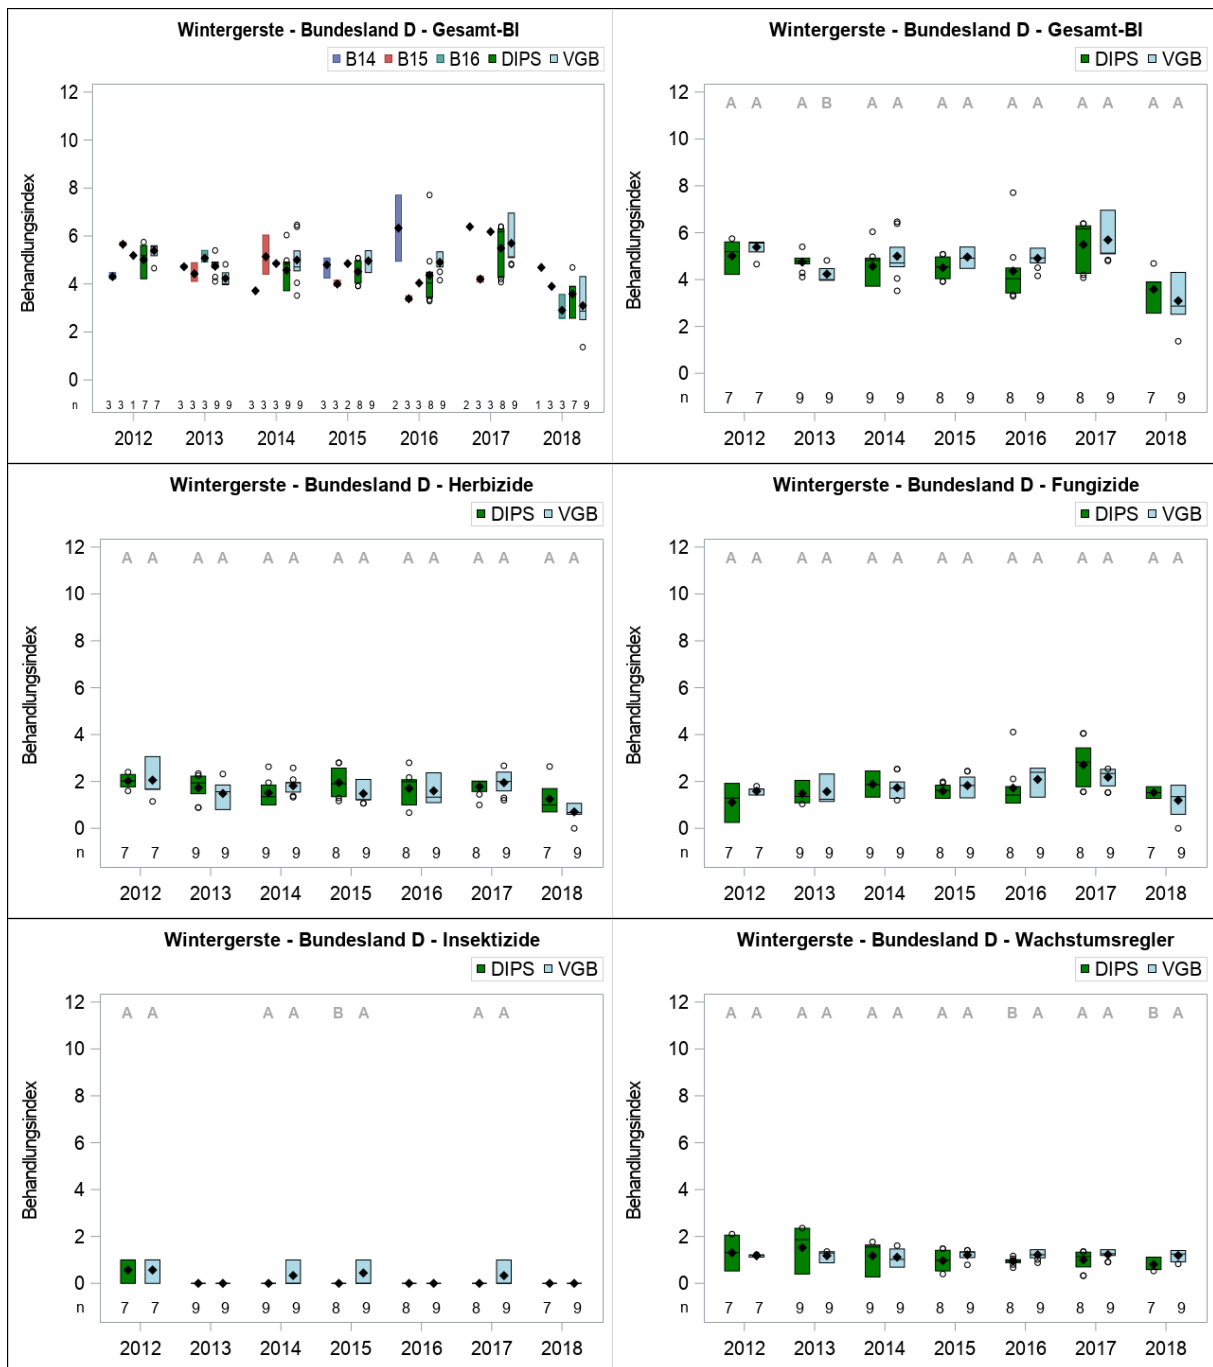 Wintergerste - Bundesland D - Gesamt-BI
B14 B15 B16 DIPS VGB
Behandlungsindex
12
10
8
6
4
2
0
n 3 3 1 7 7 3 3 3 9 9 3 3 3 9 9 3 3 2 8 9 2 3 3 8 9 2 3 3 8 9 1 3 3 7 9
2012 2013 2014 2015 2016 2017 2018
Wintergerste - Bundesland D - Gesamt-BI
DIPS VGB
Behandlungsindex
A A A B A A A A A A A A A A
12
10
8
6
4
2
0
n 7 7 9 9 9 9 8 9 8 9 8 9 7 9
2012 2013 2014 2015 2016 2017 2018
Wintergerste - Bundesland D - Herbizide
DIPS VGB
Behandlungsindex
12
A A A A A A A A A A A A A A
10
8
6
4
2
0
n 7 7 9 9 9 9 8 9 8 9 8 9 7 9
2012 2013 2014 2015 2016 2017 2018
Wintergerste - Bundesland D - Fungizide
DIPS VGB
Behandlungsindex
12
A A A A A A A A A A A A A A
10
8
6
4
2
0
n 7 7 9 9 9 9 8 9 8 9 8 9 7 9
2012 2013 2014 2015 2016 2017 2018
Wintergerste - Bundesland D - Insektizide
DIPS VGB
Behandlungsindex
12
A A A A B A A A
10
8
6
4
2
0
n 7 7 9 9 9 9 8 9 8 9 8 9 7 9
2012 2013 2014 2015 2016 2017 2018
Wintergerste - Bundesland D - Wachstumsregler
DIPS VGB
Behandlungsindex
12
A A A A A A A A B A A A B A
10
8
6
4
2
0
n 7 7 9 9 9 9 8 9 8 9 8 9 7 9
2012 2013 2014 2015 2016 2017 2018